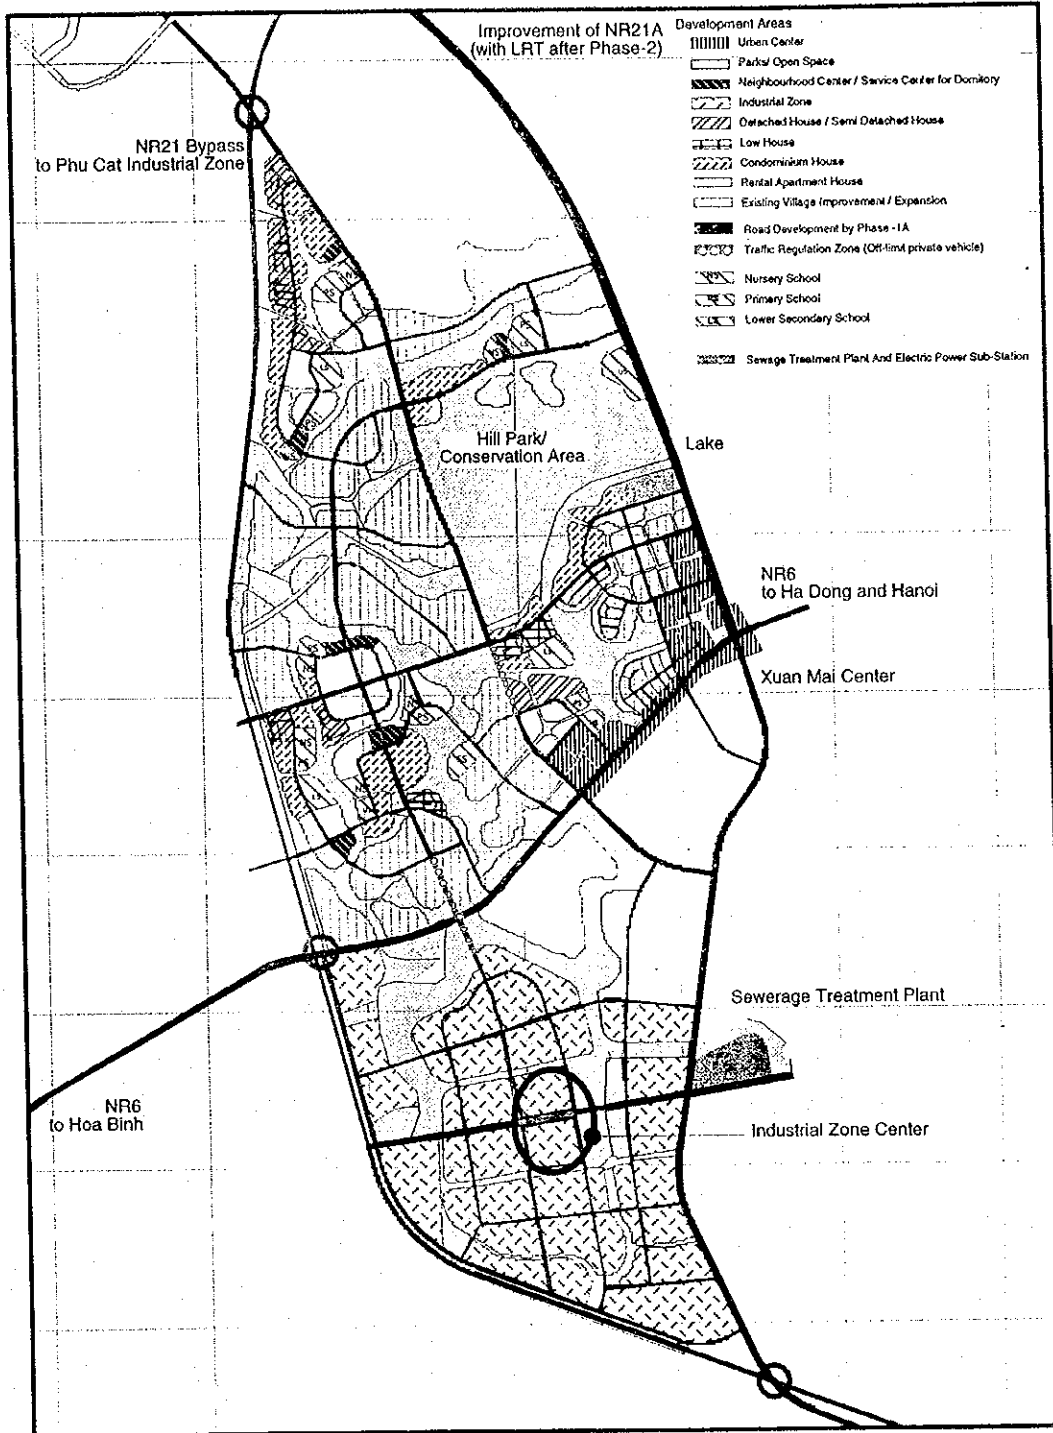 Improvement of NR21A
(with LRT after Phase-2)
Development Areas
Urban Center
Parks/ Open Space
Neighbourhood Center / Service Center for Dormitory
Industrial Zone
Detached House / Semi Detached House
Low House
Condominium House
Rental Apartment House
Existing Village Improvement / Expansion
Road Development by Phase -1A
Traffic Regulation Zone (Off-limit private vehicle)
Nursery School
Primary School
Lower Secondary School
Sewage Treatment Plant And Electric Power Sub-Station
NR21 Bypass
to Phu Cat Industrial Zone
Hill Park/
Conservation Area
Lake
NR6
to Ha Dong and Hanoi
Xuan Mai Center
Sewerage Treatment Plant
NR6
to Hoa Binh
Industrial Zone Center